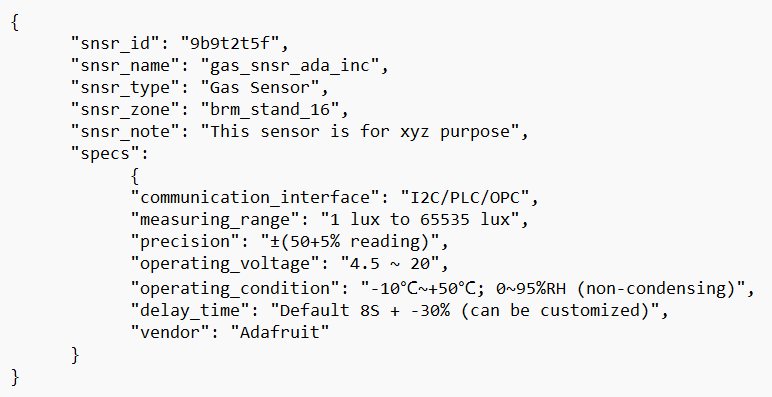 {
"snsr_id": "9b9t2t5f",
"snsr_name": "gas_snsr_ada_inc",
"snsr_type": "Gas Sensor",
"snsr_zone": "brm_stand_16",
"snsr_note": "This sensor is for xyz purpose",
"specs":
{
"communication_interface": "I2C/PLC/OPC",
"measuring_range": "1 lux to 65535 lux",
"precision": "±(50+5% reading)",
"operating_voltage": "4.5 ~ 20",
"operating_condition": "-10℃~+50℃; 0~95%RH (non-condensing)",
"delay_time": "Default 8S + -30% (can be customized)",
"vendor": "Adafruit"
}
}